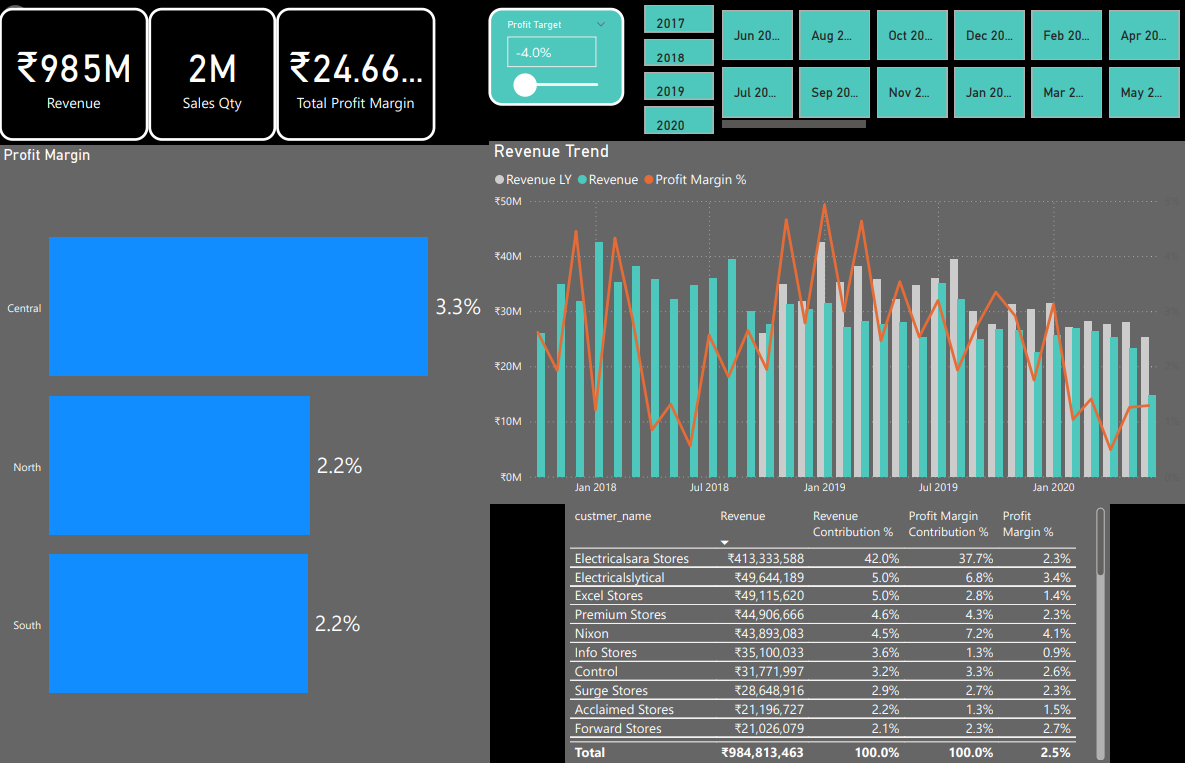 ₹985M
Revenue
2M
Sales Qty
₹24.66...
Total Profit Margin
Profit Target
-4.0%
2017
2018
2019
2020
Jun 20...
Aug 2...
Oct 20...
Dec 20...
Feb 20...
Apr 20...
Jul 20...
Sep 20...
Nov 2...
Jan 20...
Mar 2...
May 2...
Profit Margin
Central
3.3%
North
2.2%
South
2.2%
Revenue Trend
Revenue LY Revenue Profit Margin %
₹50M
₹40M
₹30M
₹20M
₹10M
₹0M
5%
4%
3%
2%
1%
0%
Jan 2018 Jul 2018 Jan 2019 Jul 2019 Jan 2020
custmer_name Revenue Revenue Contribution % Profit Margin Contribution % Profit Margin %
Electricalsara Stores ₹413,333,588 42.0% 37.7% 2.3%
Electricalslytical ₹49,644,189 5.0% 6.8% 3.4%
Excel Stores ₹49,115,620 5.0% 2.8% 1.4%
Premium Stores ₹44,906,666 4.6% 4.3% 2.3%
Nixon ₹43,893,083 4.5% 7.2% 4.1%
Info Stores ₹35,100,033 3.6% 1.3% 0.9%
Control ₹31,771,997 3.2% 3.3% 2.6%
Surge Stores ₹28,648,916 2.9% 2.7% 2.3%
Acclaimed Stores ₹21,196,727 2.2% 1.3% 1.5%
Forward Stores ₹21,026,079 2.1% 2.3% 2.7%
Total ₹984,813,463 100.0% 100.0% 2.5%